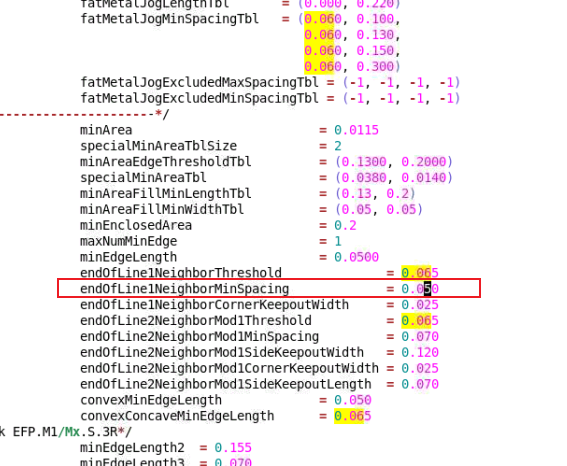 fatMetalJogLengthTbl = (0.000, 0.220)
fatMetalJogMinSpacingTbl = (0.060, 0.100,
0.060, 0.130,
0.060, 0.150,
0.060, 0.300)
fatMetalJogExcludedMaxSpacingTbl = (-1, -1, -1, -1)
fatMetalJogExcludedMinSpacingTbl = (-1, -1, -1, -1)
---------------------*/
minArea = 0.0115
specialMinAreaTblSize = 2
minAreaEdgeThresholdTbl = (0.1300, 0.2000)
specialMinAreaTbl = (0.0380, 0.0140)
minAreaFillMinLengthTbl = (0.13, 0.2)
minAreaFillMinWidthTbl = (0.05, 0.05)
minEnclosedArea = 0.2
maxNumMinEdge = 1
minEdgeLength = 0.0500
endOfLine1NeighborThreshold = 0.065
endOfLine1NeighborMinSpacing = 0.050
endOfLine1NeighborCornerKeepoutWidth = 0.025
endOfLine2NeighborMod1Threshold = 0.065
endOfLine2NeighborMod1MinSpacing = 0.070
endOfLine2NeighborMod1SideKeepoutWidth = 0.120
endOfLine2NeighborMod1CornerKeepoutWidth = 0.025
endOfLine2NeighborMod1SideKeepoutLength = 0.070
convexMinEdgeLength = 0.050
convexConcaveMinEdgeLength = 0.065
k EFP.M1/Mx.S.3R*/
minEdgeLength2 = 0.155
minEdgeLength3 = 0.070